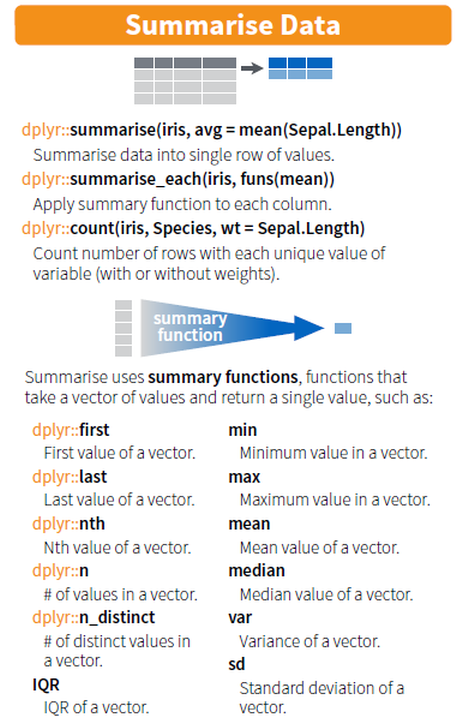 Summarise Data
dplyr::summarise(iris, avg = mean(Sepal.Length))
Summarise data into single row of values.
dplyr::summarise_each(iris, funs(mean))
Apply summary function to each column.
dplyr::count(iris, Species, wt = Sepal.Length)
Count number of rows with each unique value of
variable (with or without weights).
summary
function
Summarise uses summary functions, functions that
take a vector of values and return a single value, such as:
dplyr::first
First value of a vector.
dplyr::last
Last value of a vector.
dplyr::nth
Nth value of a vector.
dplyr::n
# of values in a vector.
dplyr::n_distinct
# of distinct values in
a vector.
IQR
IQR of a vector.
min
Minimum value in a vector.
max
Maximum value in a vector.
mean
Mean value of a vector.
median
Median value of a vector.
var
Variance of a vector.
sd
Standard deviation of a
vector.